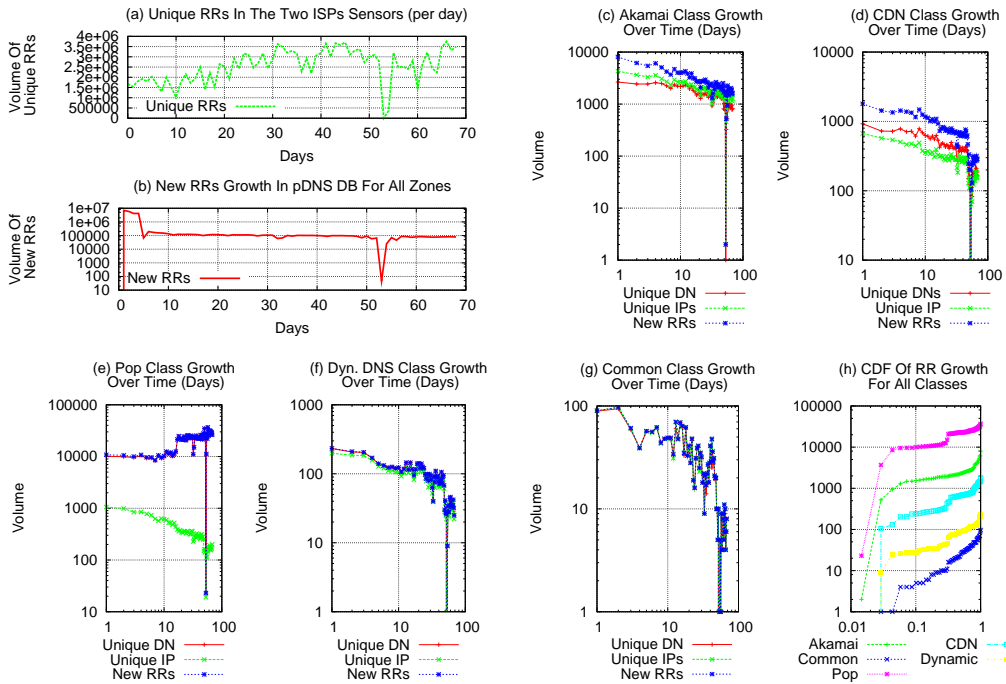 (a) Unique RRs In The Two ISPs Sensors (per day)
Volume Of
Unique RRs
4e+06
3.5e+06
3e+06
2.5e+06
2e+06
1.5e+06
1e+06
500000
0
Unique RRs
0 10 20 30 40 50 60 70
Days
(b) New RRs Growth In pDNS DB For All Zones
Volume Of
New RRs
1e+07
1e+06
100000
10000
1000
100
10
New RRs
0 10 20 30 40 50 60 70
Days
(c) Akamai Class Growth
Over Time (Days)
Volume
10000
1000
100
10
1
1 10 100
Unique DN
Unique IPs
New RRs
(d) CDN Class Growth
Over Time (Days)
Volume
10000
1000
100
10
1 10 100
Unique DNs
Unique IP
New RRs
(e) Pop Class Growth
Over Time (Days)
Volume
100000
10000
1000
100
10
1 10 100
Unique DN
Unique IP
New RRs
(f) Dyn. DNS Class Growth
Over Time (Days)
Volume
1000
100
10
1
1 10 100
Unique DN
Unique IP
New RRs
(g) Common Class Growth
Over Time (Days)
Volume
100
10
1
1 10 100
Unique DN
Unique IPs
New RRs
(h) CDF Of RR Growth
For All Classes
Volume
100000
10000
1000
100
10
1
0.01 0.1 1
Akamai
Common
Pop
CDN
Dynamic